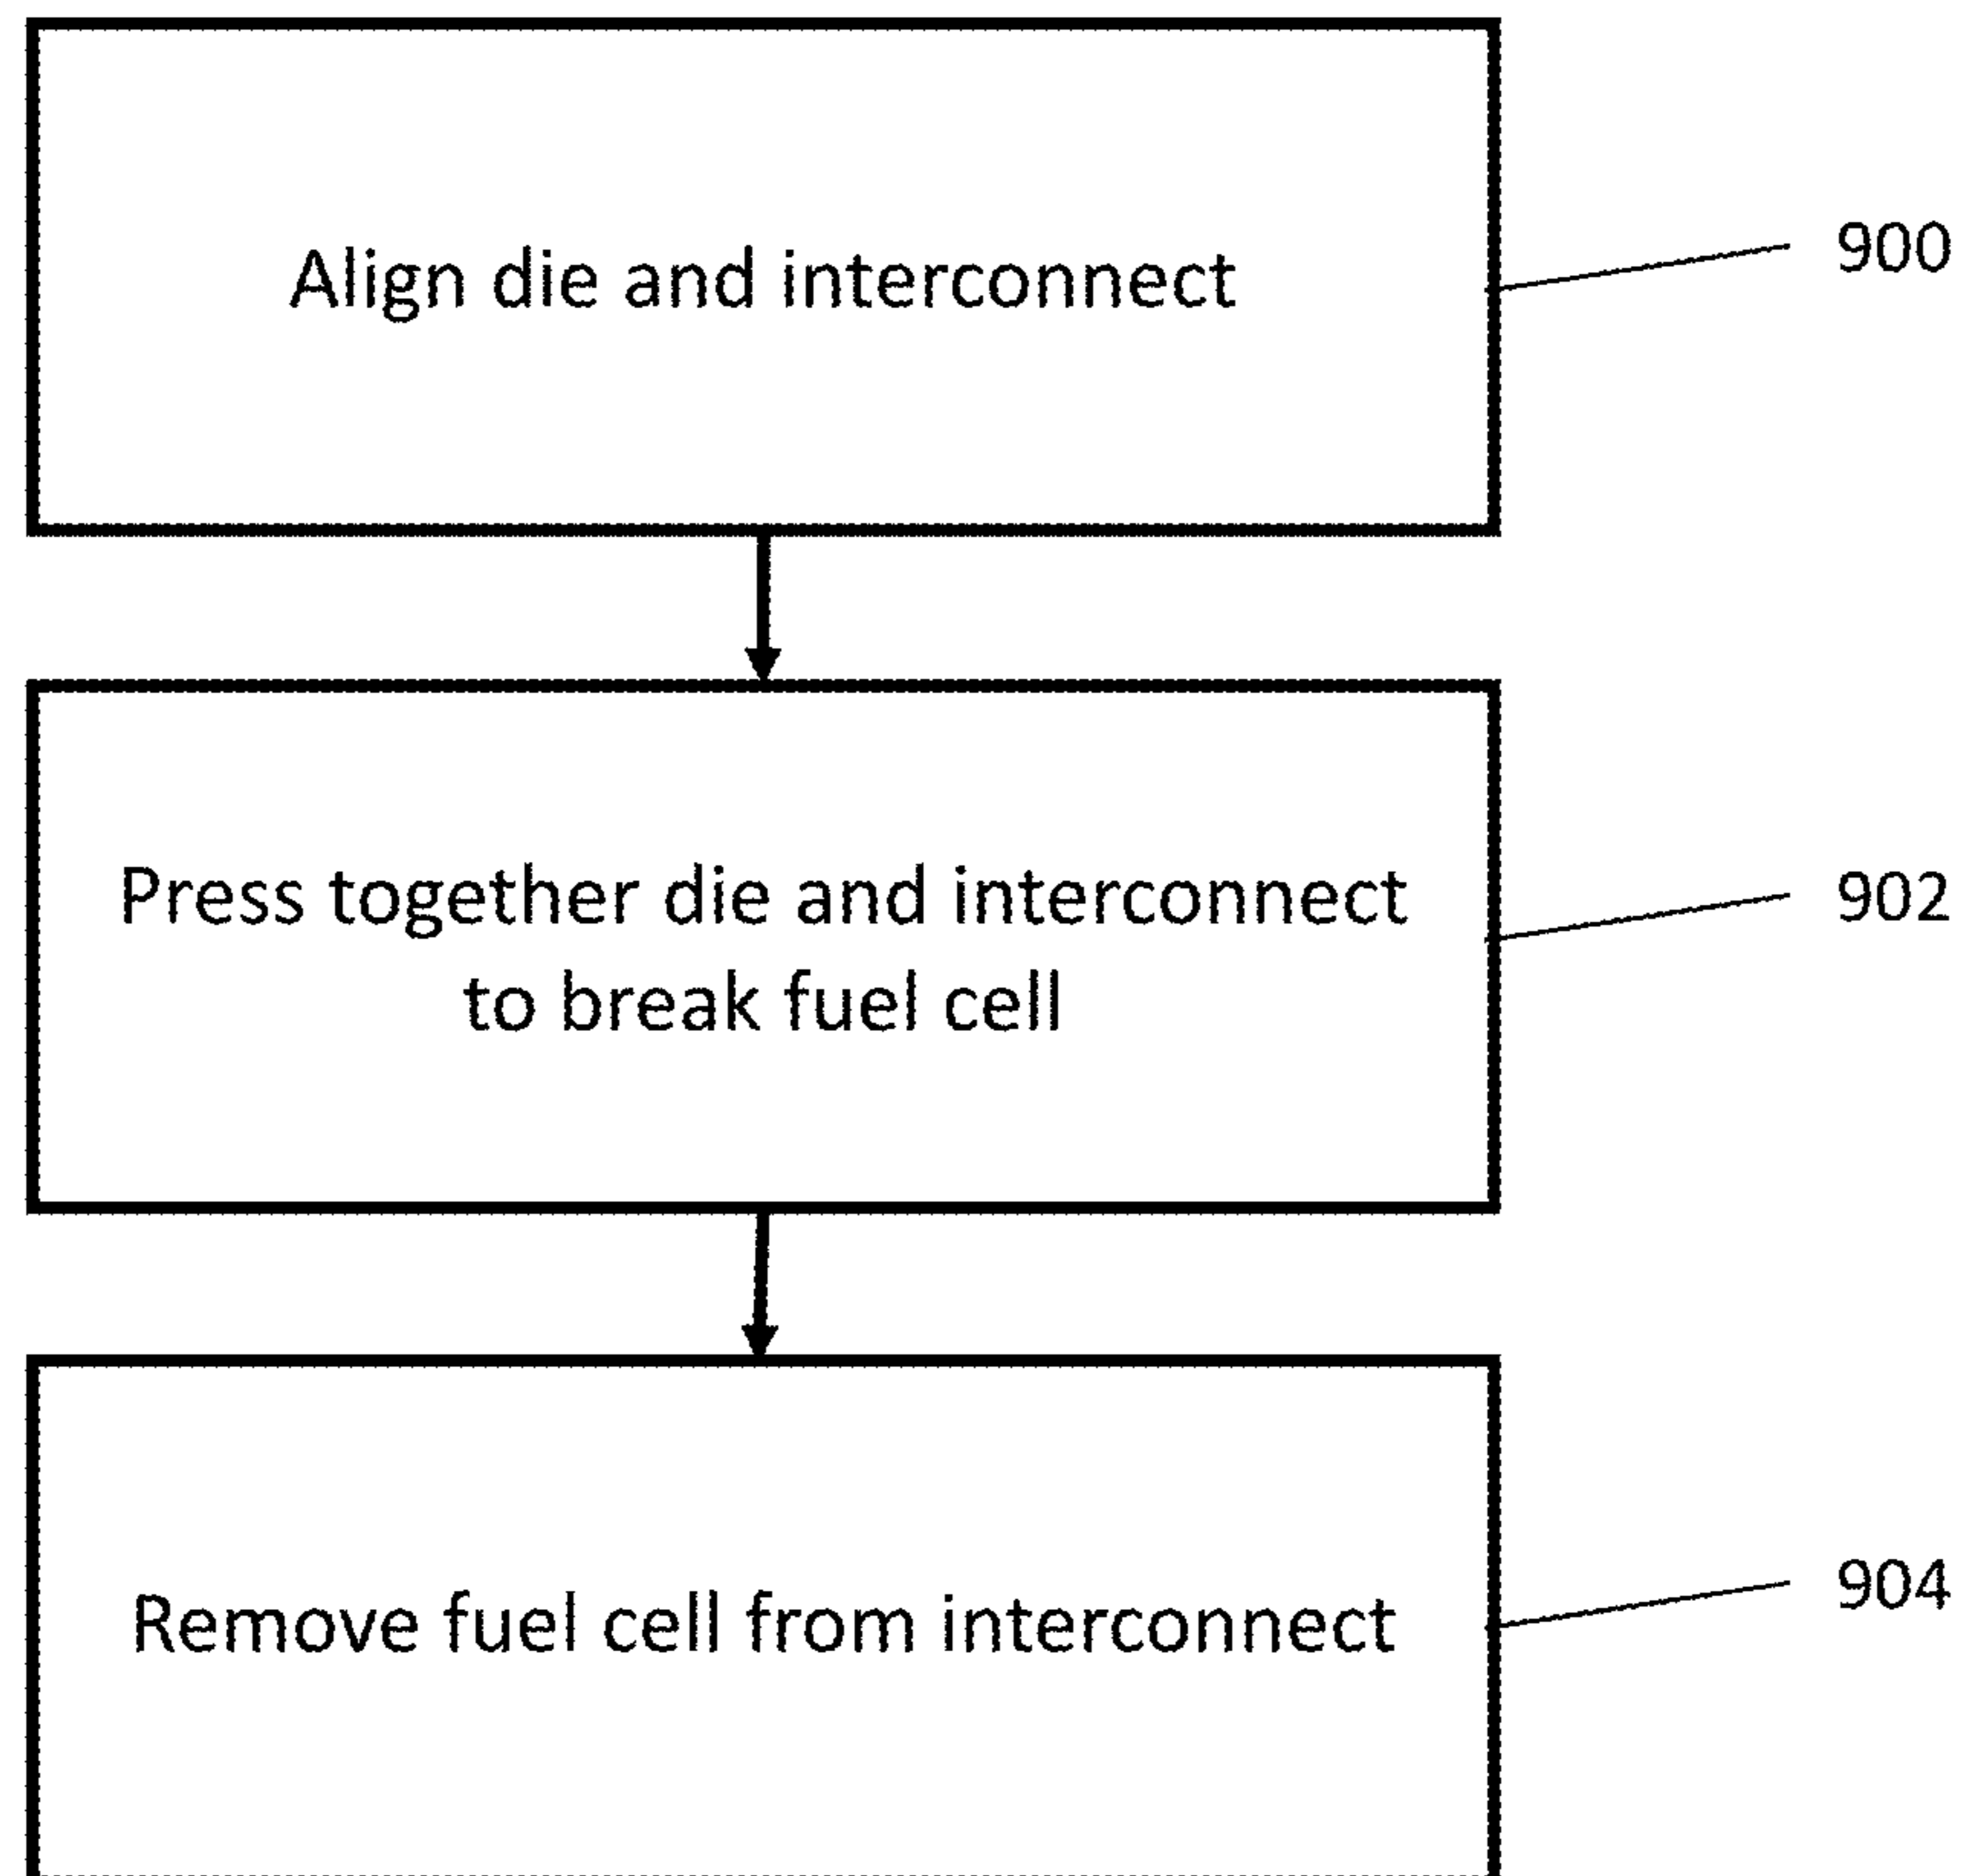 Align die and interconnect
900
Press together die and interconnect
to break fuel cell
902
Remove fuel cell from interconnect
904